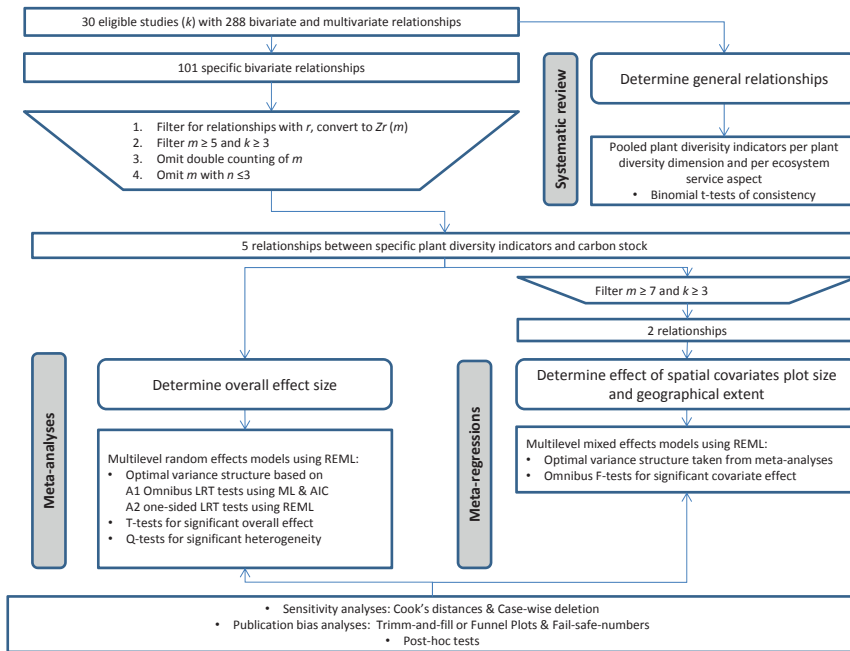 30 eligible studies (k) with 288 bivariate and multivariate relationships
101 specific bivariate relationships
1. Filter for relationships with r, convert to Zr (m)
2. Filter m ≥ 5 and k ≥ 3
3. Omit double counting of m
4. Omit m with n ≤3
Systematic review
Determine general relationships
Pooled plant diverisity indicators per plant
diversity dimension and per ecosystem
service aspect
• Binomial t-tests of consistency
5 relationships between specific plant diversity indicators and carbon stock
Filter m ≥ 7 and k ≥ 3
2 relationships
Meta-analyses
Determine overall effect size
Multilevel random effects models using REML:
• Optimal variance structure based on
A1 Omnibus LRT tests using ML & AIC
A2 one-sided LRT tests using REML
• T-tests for significant overall effect
• Q-tests for significant heterogeneity
Meta-regressions
Determine effect of spatial covariates plot size
and geographical extent
Multilevel mixed effects models using REML:
• Optimal variance structure taken from meta-analyses
• Omnibus F-tests for significant covariate effect
• Sensitivity analyses: Cook's distances & Case-wise deletion
• Publication bias analyses: Trimm-and-fill or Funnel Plots & Fail-safe-numbers
• Post-hoc tests